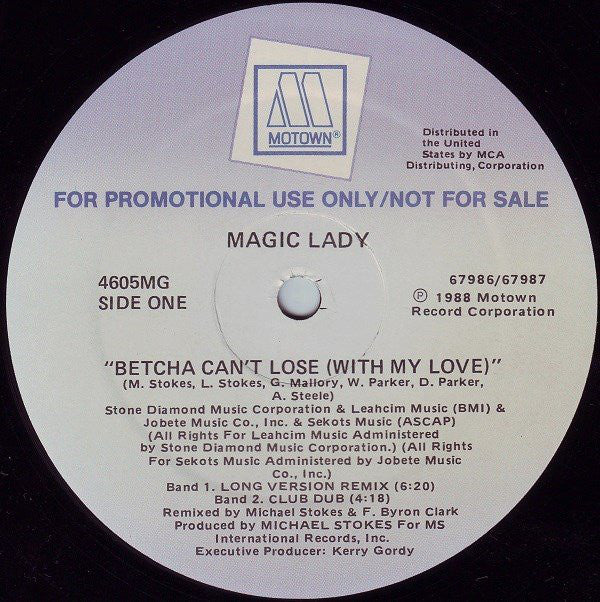 MOTOWN®
Distributed in
the United
States by MCA
Distributing, Corporation
FOR PROMOTIONAL USE ONLY/NOT FOR SALE
MAGIC LADY
4605MG
SIDE ONE
67986/67987
℗ 1988 Motown
Record Corporation
"BETCHA CAN'T LOSE (WITH MY LOVE)"
(M. Stokes, L. Stokes, G. Mallory, W. Parker, D. Parker,
A. Steele)
Stone Diamond Music Corporation & Leahcim Music (BMI) &
Jobete Music Co., Inc. & Sekots Music (ASCAP)
(All Rights For Leahcim Music Administered
by Stone Diamond Music Corporation.) (All Rights
For Sekots Music Administered by Jobete Music
Co., Inc.)
Band 1. LONG VERSION REMIX (6:20)
Band 2. CLUB DUB (4:18)
Remixed by Michael Stokes & F. Byron Clark
Produced by MICHAEL STOKES For MS
International Records, Inc.
Executive Producer: Kerry Gordy